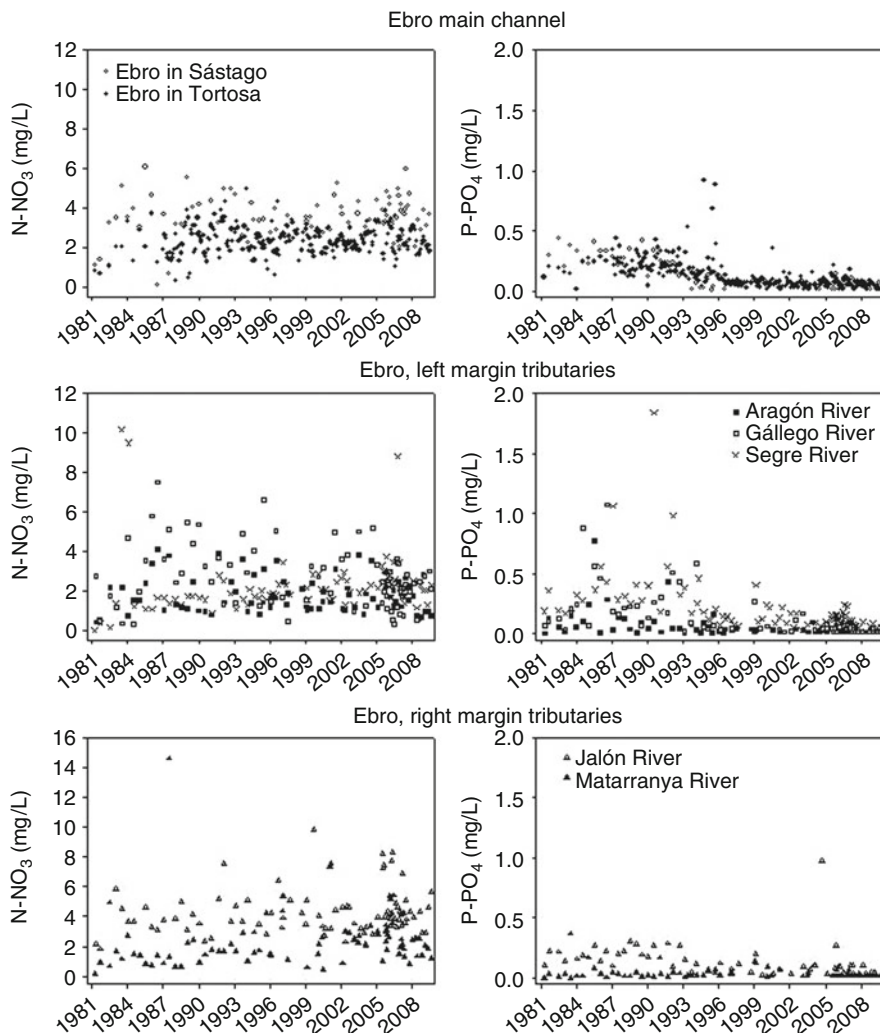 Ebro main channel
N-NO3 (mg/L)
12
10
8
6
4
2
0
Ebro in Sástago
Ebro in Tortosa
1981 1984 1987 1990 1993 1996 1999 2002 2005 2008
P-PO4 (mg/L)
2.0
1.5
1.0
0.5
0.0
1981 1984 1987 1990 1993 1996 1999 2002 2005 2008
Ebro, left margin tributaries
N-NO3 (mg/L)
12
10
8
6
4
2
0
1981 1984 1987 1990 1993 1996 1999 2002 2005 2008
P-PO4 (mg/L)
2.0
1.5
1.0
0.5
0.0
Aragón River
Gállego River
Segre River
1981 1984 1987 1990 1993 1996 1999 2002 2005 2008
Ebro, right margin tributaries
N-NO3 (mg/L)
16
14
12
10
8
6
4
2
0
1981 1984 1987 1990 1993 1996 1999 2002 2005 2008
P-PO4 (mg/L)
2.0
1.5
1.0
0.5
0.0
Jalón River
Matarranya River
1981 1984 1987 1990 1993 1996 1999 2002 2005 2008